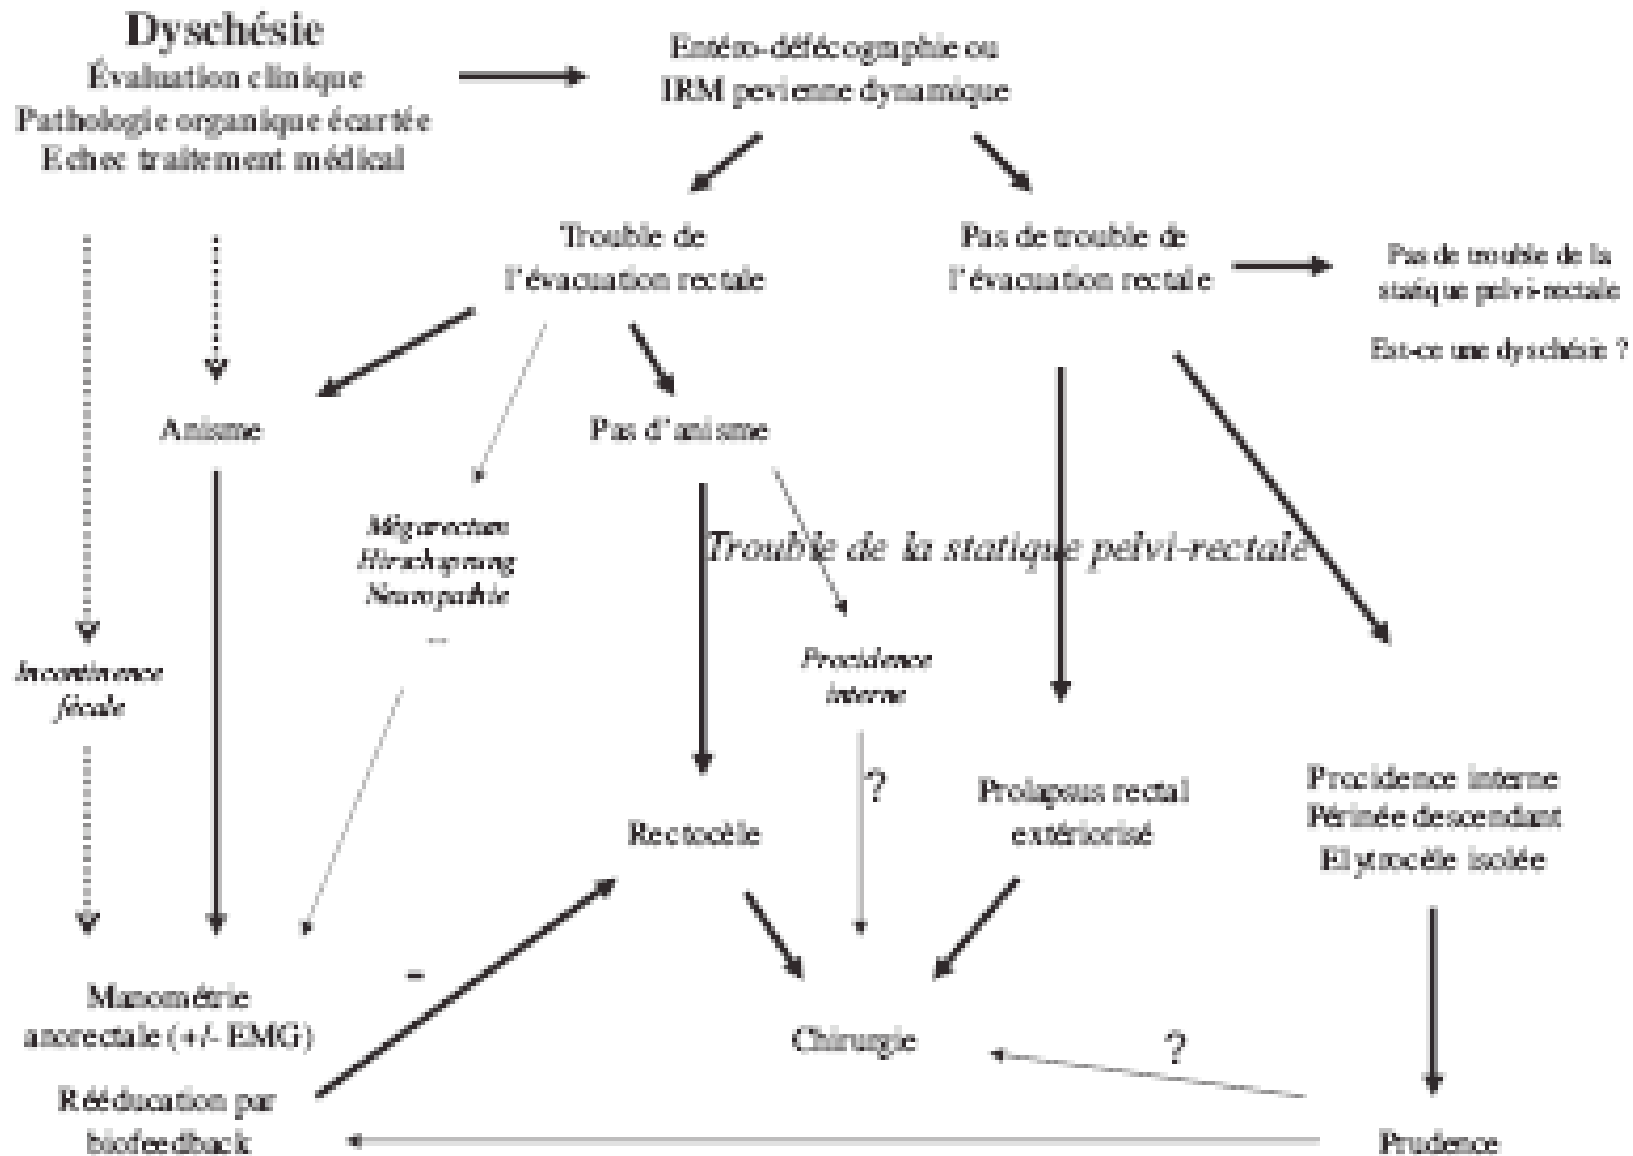 Dyschésie
Évaluation clinique
Pathologie organique écartée
Echec traitement médical
Entéro-défécographie ou
IRM pevienne dynamique
Trouble de
l'évacuation rectale
Pas de trouble de
l'évacuation rectale
Pas de trouble de la
statique pelvi-rectale
Est-ce une dyschésie ?
Anisme
Pas d'anisme
Mégarectum
Hirschsprung
Neuropathie
...
Trouble de la statique pelvi-rectale
Incontinence
fécale
Procidence
interne
?
Rectocèle
Prolapsus rectal
extériorisé
Procidence interne
Périnée descendant
Elytrocèle isolée
-
Manométrie
anorectale (+/- EMG)
Chirurgie
?
Rééducation par
biofeedback
Prudence